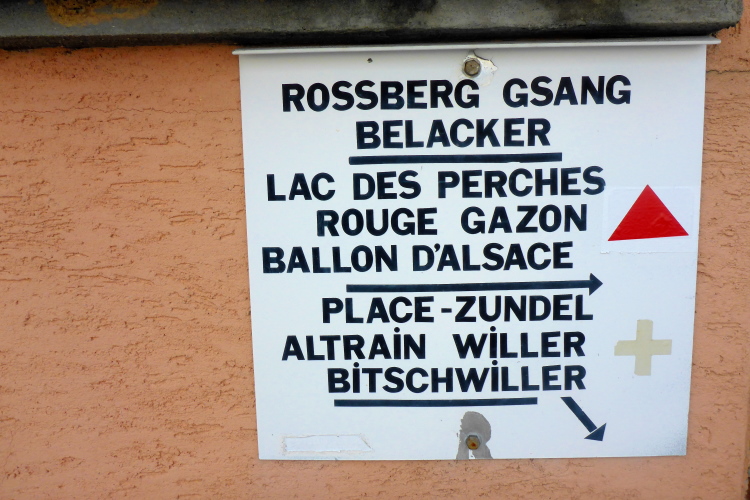 ROSSBERG GSANG
BELACKER
LAC DES PERCHES
ROUGE GAZON
BALLON D'ALSACE
PLACE-ZUNDEL
ALTRAIN WILLER
BITSCHWILLER